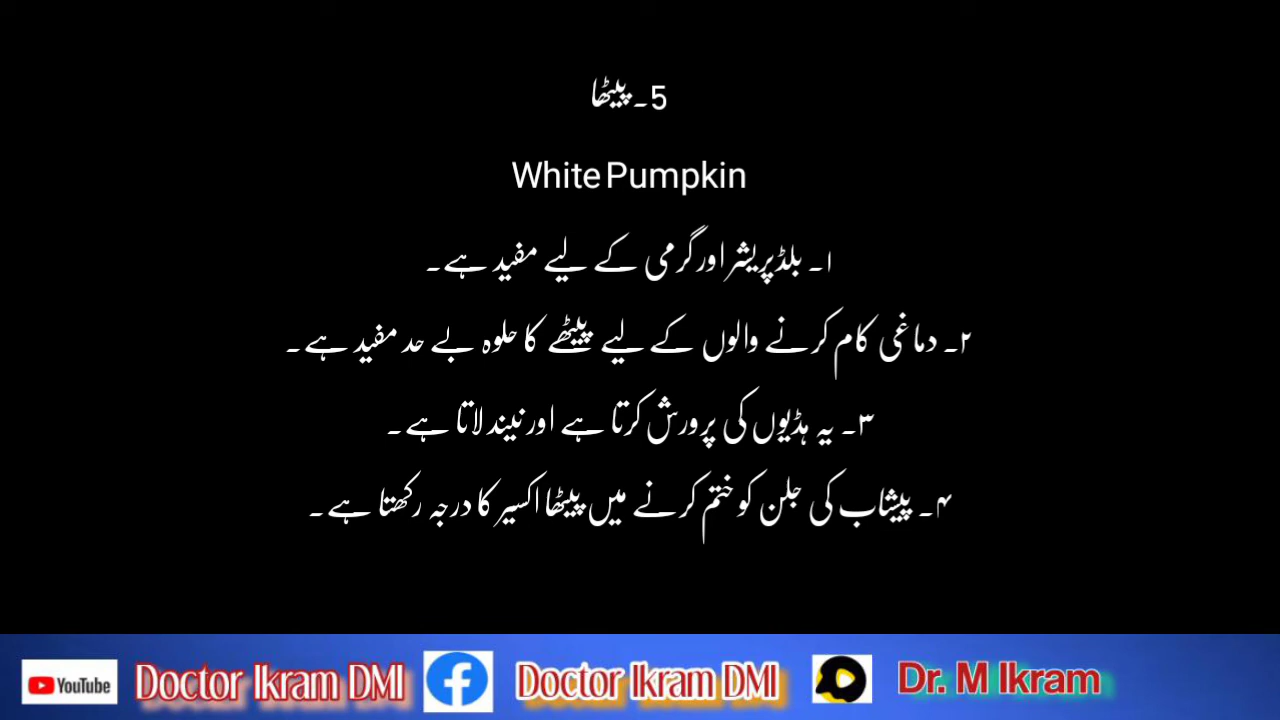 5۔ پیٹھا
White Pumpkin
۱۔ بلڈپریشر اور گرمی کے لیے مفید ہے۔
۲۔ دماغی کام کرنے والوں کے لیے پیٹھے کا حلوہ بے حد مفید ہے۔
۳۔ یہ ہڈیوں کی پرورش کرتا ہے اور نیند لاتا ہے۔
۴۔ پیشاب کی جلن کو ختم کرنے میں پیٹھا اکسیر کا درجہ رکھتا ہے۔
YouTube Doctor Ikram DMI Doctor Ikram DMI Dr. M Ikram